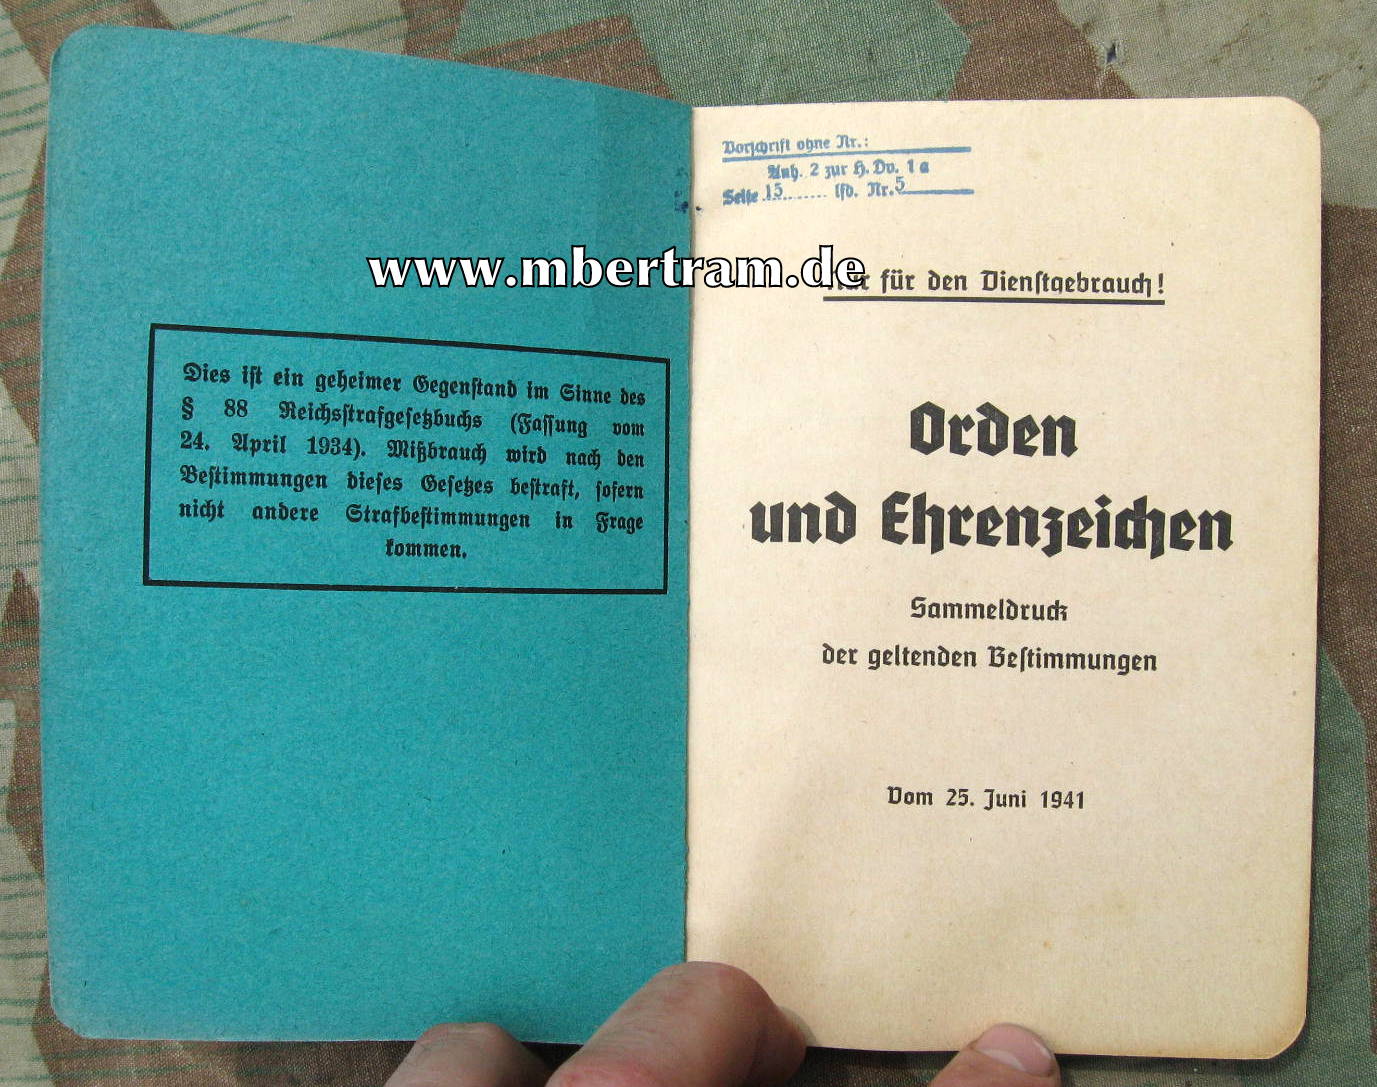 Dies ist ein geheimer Gegenstand im Sinne des
§ 88 Reichsstrafgesetzbuchs (Fassung vom
24. April 1934). Mißbrauch wird nach den
Bestimmungen dieses Gesetzes bestraft, sofern
nicht andere Strafbestimmungen in Frage
kommen.
Vorschrift ohne Nr.:
Anh. 2 zur H. Dv. 1 a
Seite 15 lfd. Nr. 5
www.mbertram.de
Nur für den Dienstgebrauch!
Orden
und Ehrenzeichen
Sammeldruck
der geltenden Bestimmungen
Vom 25. Juni 1941